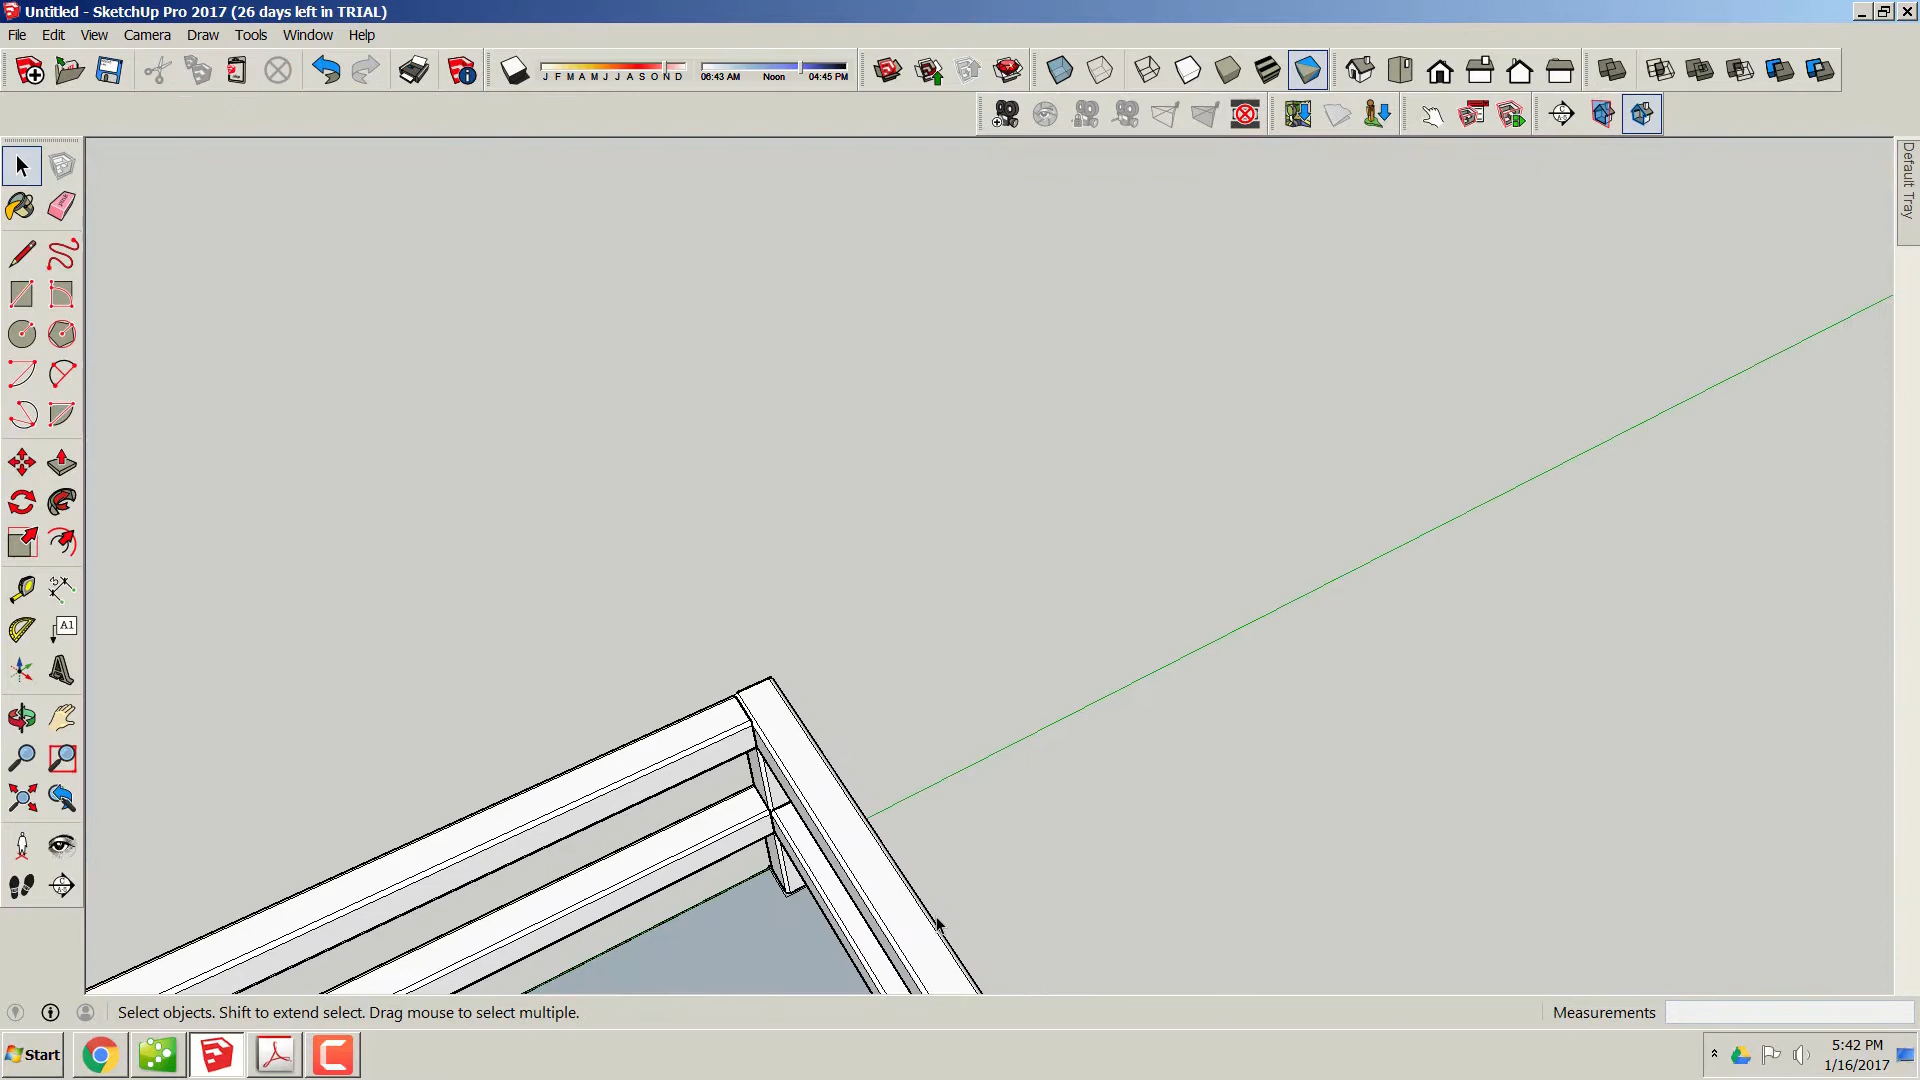 Untitled - SketchUp Pro 2017 (26 days left in TRIAL)
File Edit View Camera Draw Tools Window Help
J F M A M J J A S O N D
06:43 AM Noon 04:45 PM
Default Tray
A1
Select objects. Shift to extend select. Drag mouse to select multiple.
Measurements
Start
5:42 PM
1/16/2017